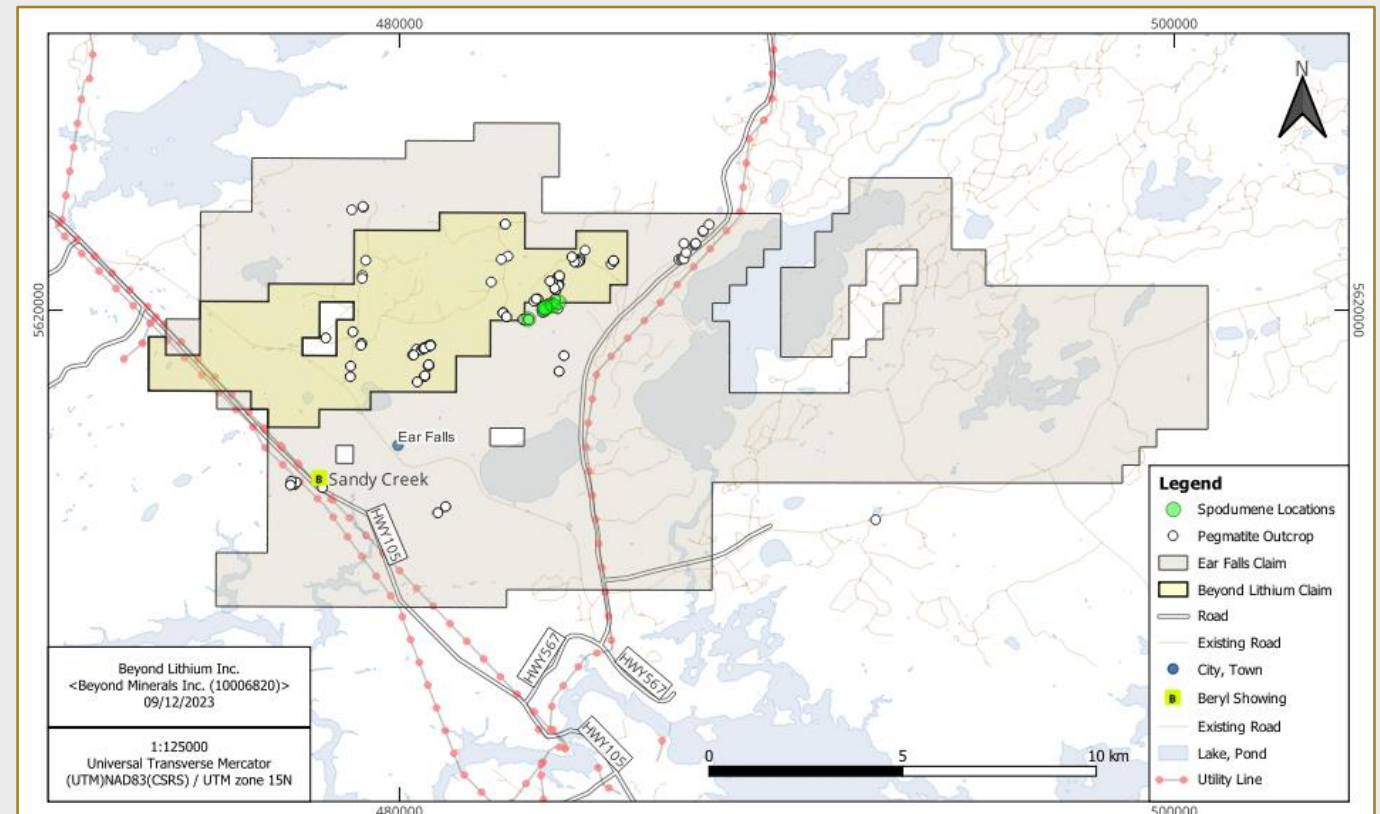 480000
500000
N
5620000
5620000
Ear Falls
B
Sandy Creek
HWY105
HWY567
HWY567
HWY105
0
5
10 km
Legend
Spodumene Locations
Pegmatite Outcrop
Ear Falls Claim
Beyond Lithium Claim
Road
Existing Road
City, Town
B
Beryl Showing
Existing Road
Lake, Pond
Utility Line
Beyond Lithium Inc.
<Beyond Minerals Inc. (10006820)>
09/12/2023
1:125000
Universal Transverse Mercator
(UTM)NAD83(CSRS) / UTM zone 15N
480000
500000